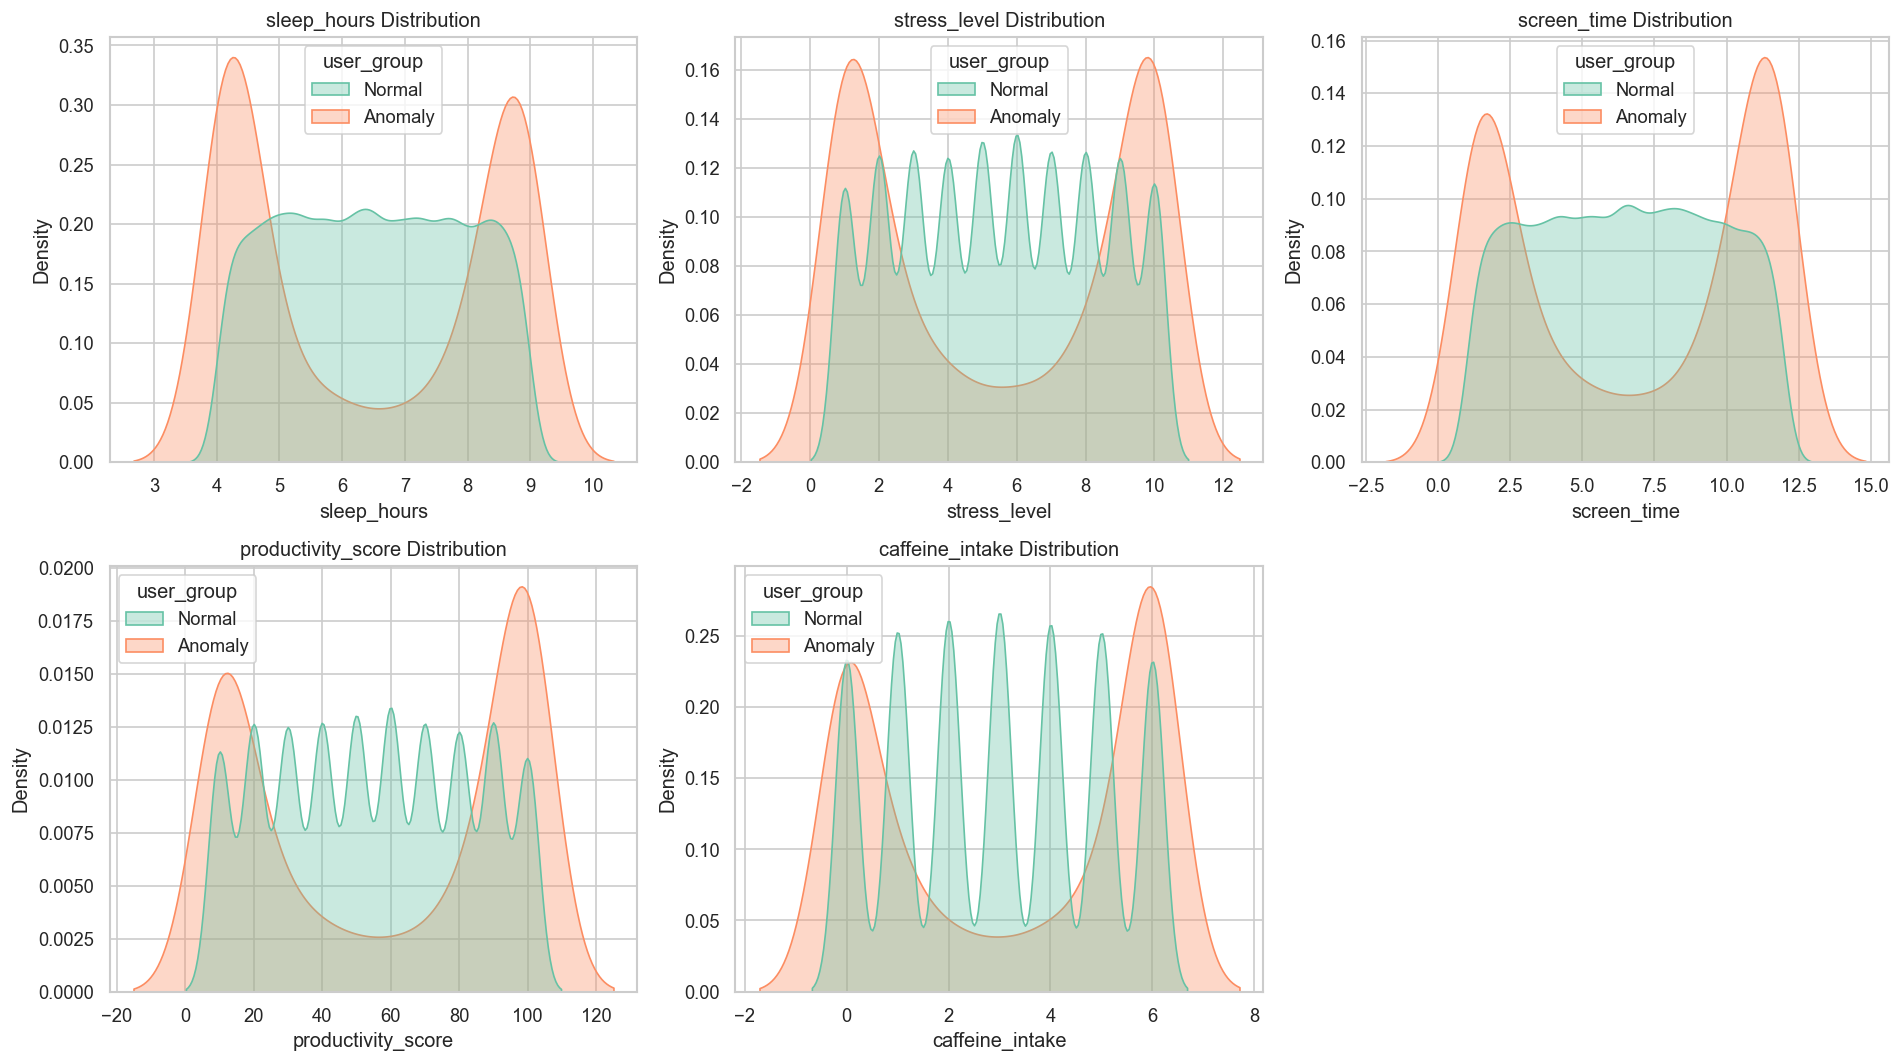 sleep_hours Distribution
0.35
0.30
0.25
0.20
0.15
0.10
0.05
0.00
Density
user_group
Normal
Anomaly
3 4 5 6 7 8 9 10
sleep_hours
stress_level Distribution
0.16
0.14
0.12
0.10
0.08
0.06
0.04
0.02
0.00
Density
user_group
Normal
Anomaly
−2 0 2 4 6 8 10 12
stress_level
screen_time Distribution
0.16
0.14
0.12
0.10
0.08
0.06
0.04
0.02
0.00
Density
user_group
Normal
Anomaly
−2.5 0.0 2.5 5.0 7.5 10.0 12.5 15.0
screen_time
productivity_score Distribution
0.0200
0.0175
0.0150
0.0125
0.0100
0.0075
0.0050
0.0025
0.0000
Density
user_group
Normal
Anomaly
−20 0 20 40 60 80 100 120
productivity_score
caffeine_intake Distribution
0.25
0.20
0.15
0.10
0.05
0.00
Density
user_group
Normal
Anomaly
−2 0 2 4 6 8
caffeine_intake